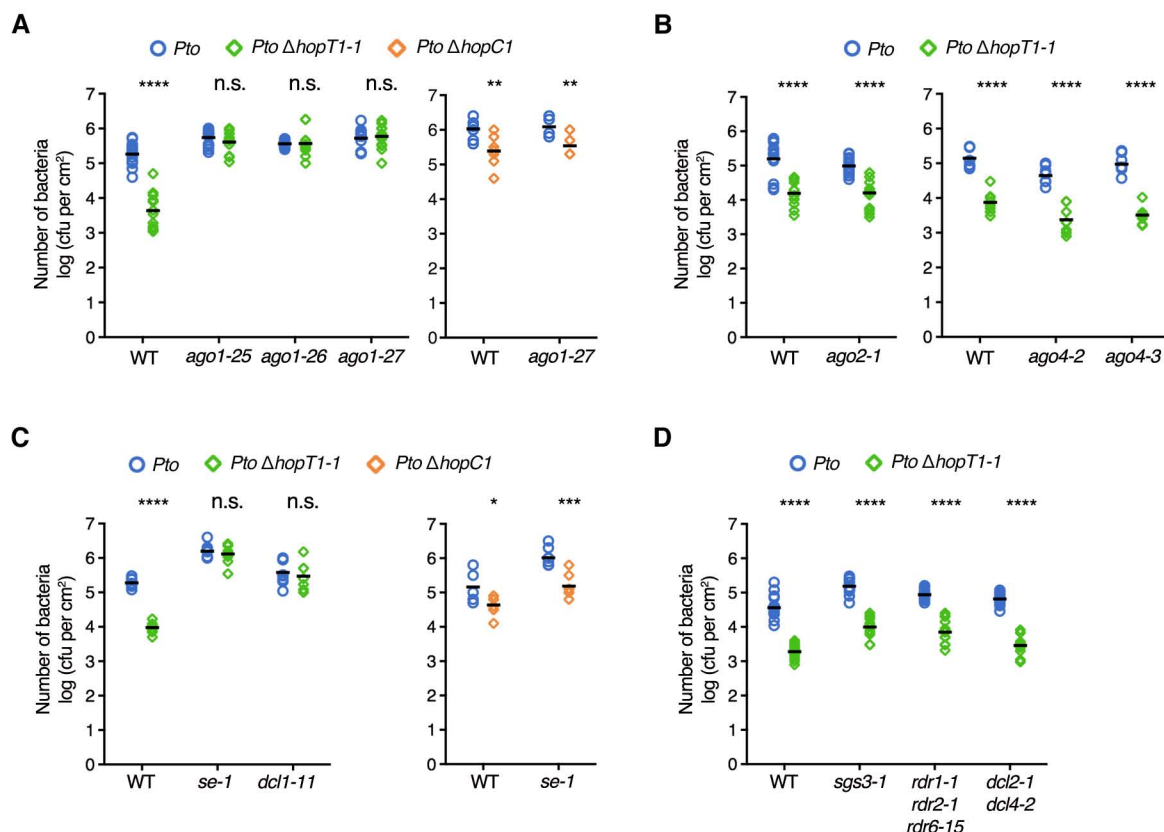 A
Pto Pto ΔhopT1-1 Pto ΔhopC1
Number of bacteria
log (cfu per cm²)
**** n.s. n.s. n.s.
7
6
5
4
3
2
1
0
WT ago1-25 ago1-26 ago1-27
** **
7
6
5
4
3
2
1
0
WT ago1-27
B
Pto Pto ΔhopT1-1
Number of bacteria
log (cfu per cm²)
**** ****
7
6
5
4
3
2
1
0
WT ago2-1
**** **** ****
7
6
5
4
3
2
1
0
WT ago4-2 ago4-3
C
Pto Pto ΔhopT1-1 Pto ΔhopC1
Number of bacteria
log (cfu per cm²)
**** n.s. n.s.
7
6
5
4
3
2
1
0
WT se-1 dcl1-11
* ***
7
6
5
4
3
2
1
0
WT se-1
D
Pto Pto ΔhopT1-1
Number of bacteria
log (cfu per cm²)
**** **** **** ****
7
6
5
4
3
2
1
0
WT sgs3-1 rdr1-1 dcl2-1
rdr2-1 dcl4-2
rdr6-15